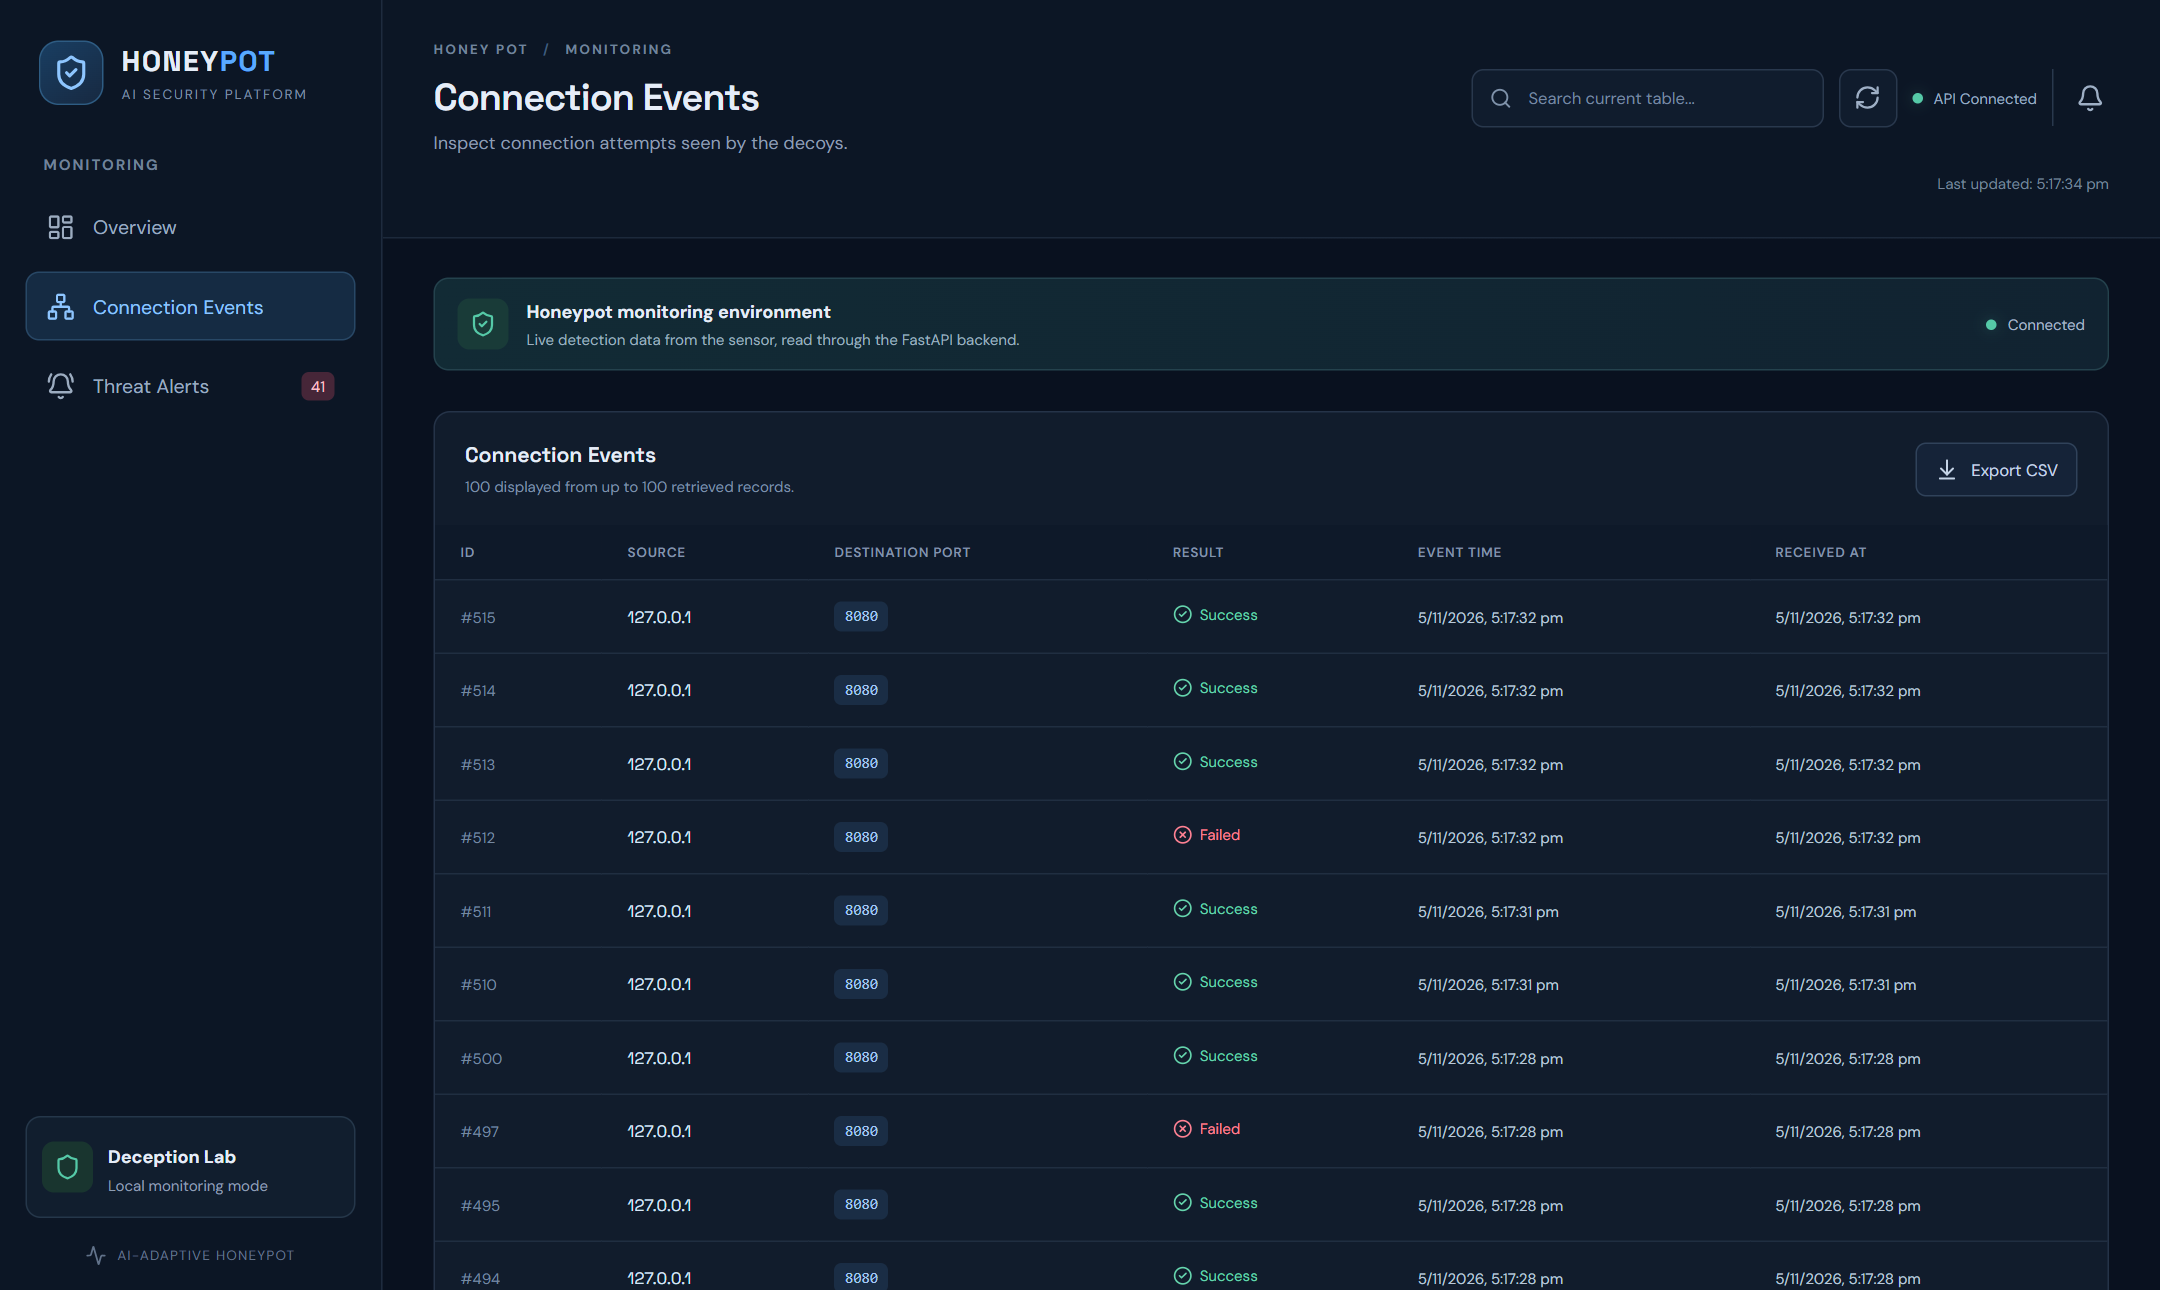 HONEYPOT
AI SECURITY PLATFORM
MONITORING
Overview
Connection Events
Threat Alerts 41
Deception Lab
Local monitoring mode
AI-ADAPTIVE HONEYPOT
HONEY POT / MONITORING
Connection Events
Inspect connection attempts seen by the decoys.
Search current table...
API Connected
Last updated: 5:17:34 pm
Honeypot monitoring environment
Live detection data from the sensor, read through the FastAPI backend.
Connected
Connection Events
100 displayed from up to 100 retrieved records.
Export CSV
ID SOURCE DESTINATION PORT RESULT EVENT TIME RECEIVED AT
#515 127.0.0.1 8080 Success 5/11/2026, 5:17:32 pm 5/11/2026, 5:17:32 pm
#514 127.0.0.1 8080 Success 5/11/2026, 5:17:32 pm 5/11/2026, 5:17:32 pm
#513 127.0.0.1 8080 Success 5/11/2026, 5:17:32 pm 5/11/2026, 5:17:32 pm
#512 127.0.0.1 8080 Failed 5/11/2026, 5:17:32 pm 5/11/2026, 5:17:32 pm
#511 127.0.0.1 8080 Success 5/11/2026, 5:17:31 pm 5/11/2026, 5:17:31 pm
#510 127.0.0.1 8080 Success 5/11/2026, 5:17:31 pm 5/11/2026, 5:17:31 pm
#500 127.0.0.1 8080 Success 5/11/2026, 5:17:28 pm 5/11/2026, 5:17:28 pm
#497 127.0.0.1 8080 Failed 5/11/2026, 5:17:28 pm 5/11/2026, 5:17:28 pm
#495 127.0.0.1 8080 Success 5/11/2026, 5:17:28 pm 5/11/2026, 5:17:28 pm
#494 127.0.0.1 8080 Success 5/11/2026, 5:17:28 pm 5/11/2026, 5:17:28 pm